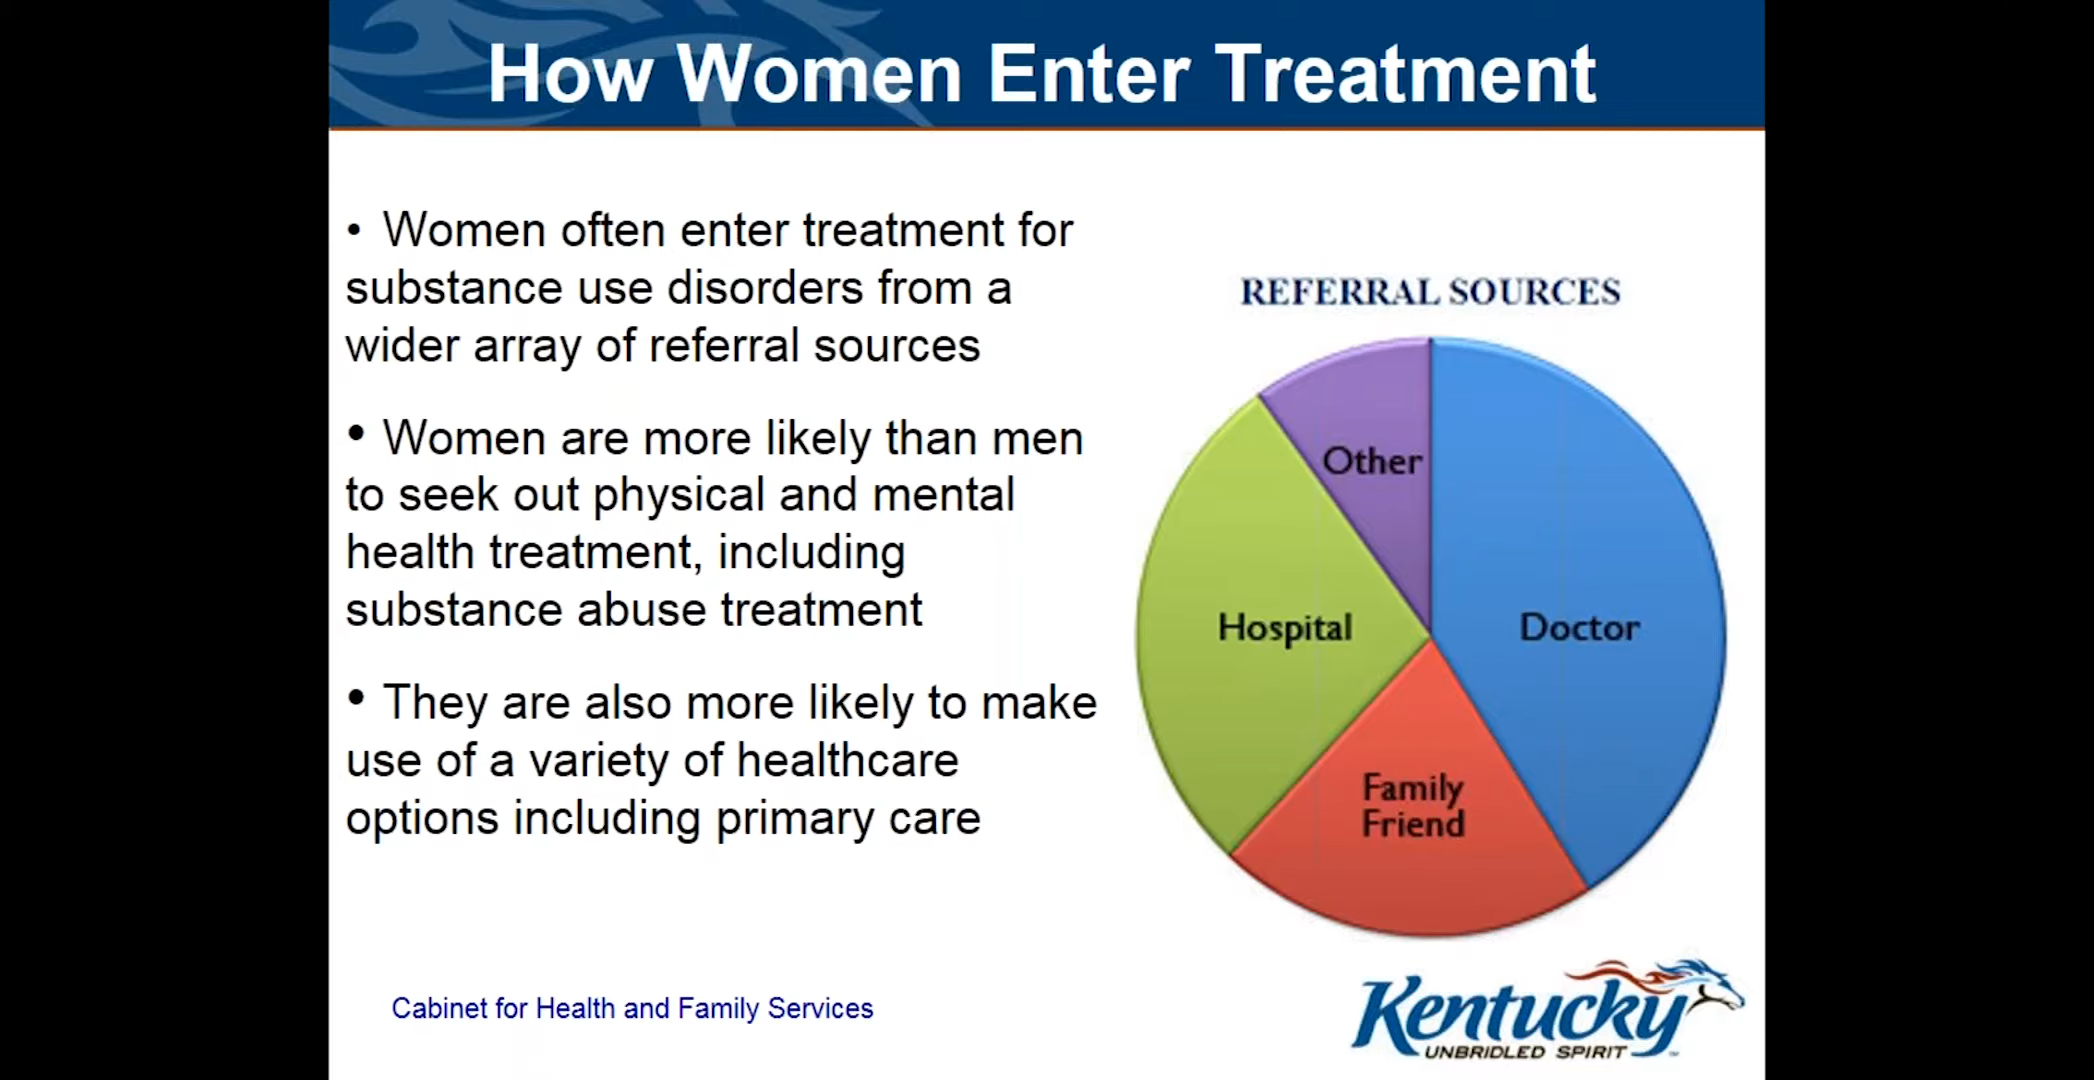 How Women Enter Treatment
• Women often enter treatment for
substance use disorders from a
wider array of referral sources
• Women are more likely than men
to seek out physical and mental
health treatment, including
substance abuse treatment
• They are also more likely to make
use of a variety of healthcare
options including primary care
REFERRAL SOURCES
Other
Hospital
Doctor
Family
Friend
Cabinet for Health and Family Services
Kentucky
UNBRIDLED SPIRIT